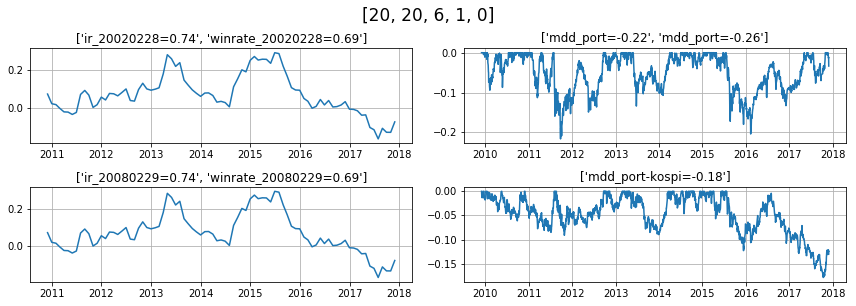 [20, 20, 6, 1, 0]
['ir_20020228=0.74', 'winrate_20020228=0.69']
0.2
0.0
2011 2012 2013 2014 2015 2016 2017 2018
['mdd_port=-0.22', 'mdd_port=-0.26']
0.0
−0.1
−0.2
2010 2011 2012 2013 2014 2015 2016 2017 2018
['ir_20080229=0.74', 'winrate_20080229=0.69']
0.2
0.0
2011 2012 2013 2014 2015 2016 2017 2018
['mdd_port-kospi=-0.18']
0.00
−0.05
−0.10
−0.15
2010 2011 2012 2013 2014 2015 2016 2017 2018